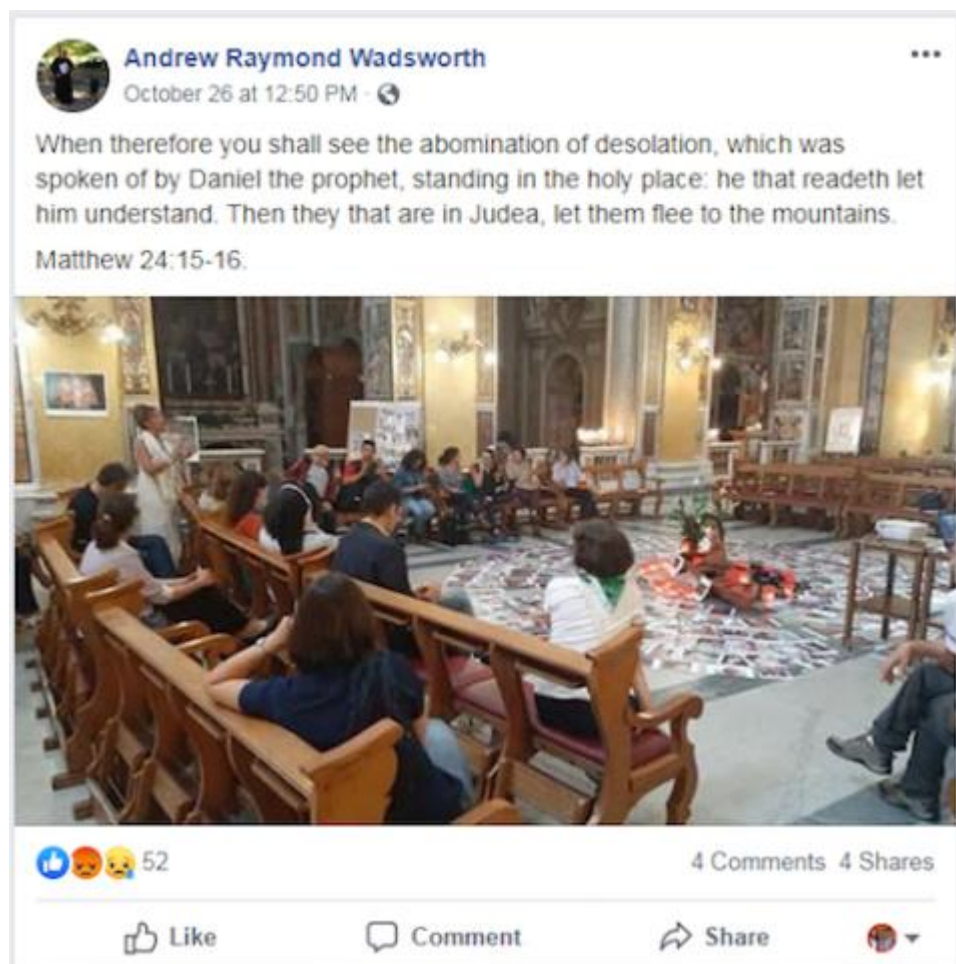 Andrew Raymond Wadsworth
October 26 at 12:50 PM ·
When therefore you shall see the abomination of desolation, which was
spoken of by Daniel the prophet, standing in the holy place: he that readeth let
him understand. Then they that are in Judea, let them flee to the mountains.
Matthew 24:15-16.
52
4 Comments 4 Shares
Like Comment Share